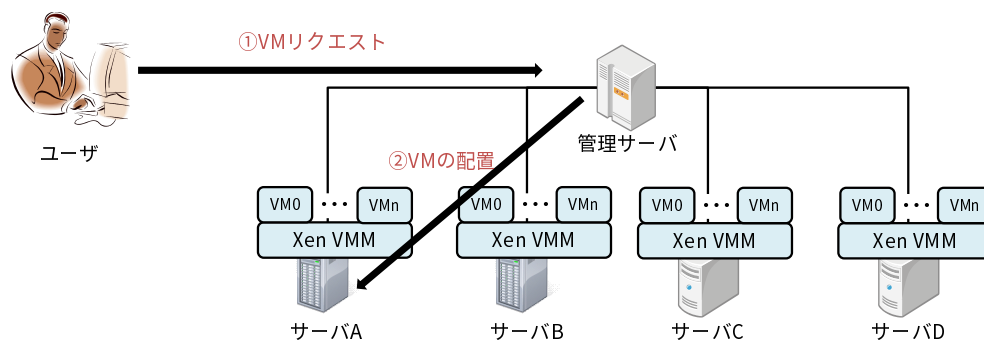 ①VMリクエスト
ユーザ
管理サーバ
②VMの配置
VM0 ・・・ VMn
VM0 ・・・ VMn
VM0 ・・・ VMn
VM0 ・・・ VMn
Xen VMM
Xen VMM
Xen VMM
Xen VMM
サーバA
サーバB
サーバC
サーバD